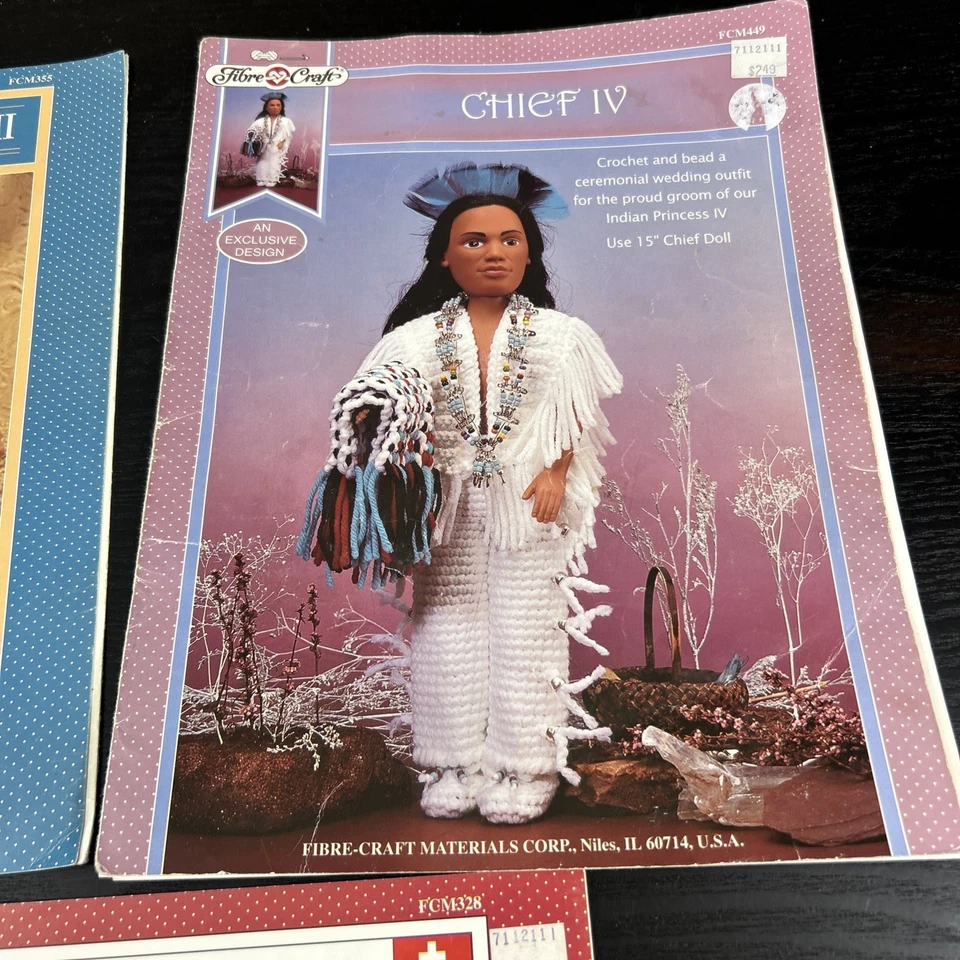 FCM355
II
Fibre Craft®
FCM449
7112111
$249
CHIEF IV
Crochet and bead a
ceremonial wedding outfit
for the proud groom of our
Indian Princess IV
Use 15" Chief Doll
AN
EXCLUSIVE
DESIGN
FIBRE-CRAFT MATERIALS CORP., Niles, IL 60714, U.S.A.
FCM328
7112111